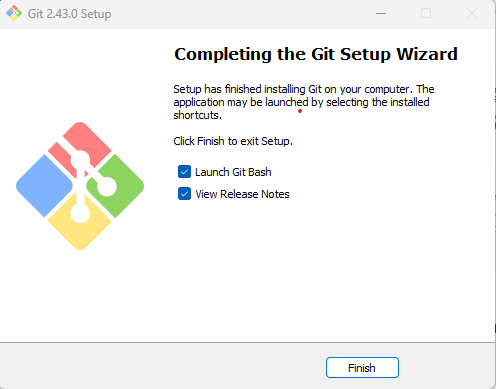 Git 2.43.0 Setup
Completing the Git Setup Wizard
Setup has finished installing Git on your computer. The
application may be launched by selecting the installed
shortcuts.
Click Finish to exit Setup.
Launch Git Bash
View Release Notes
Finish